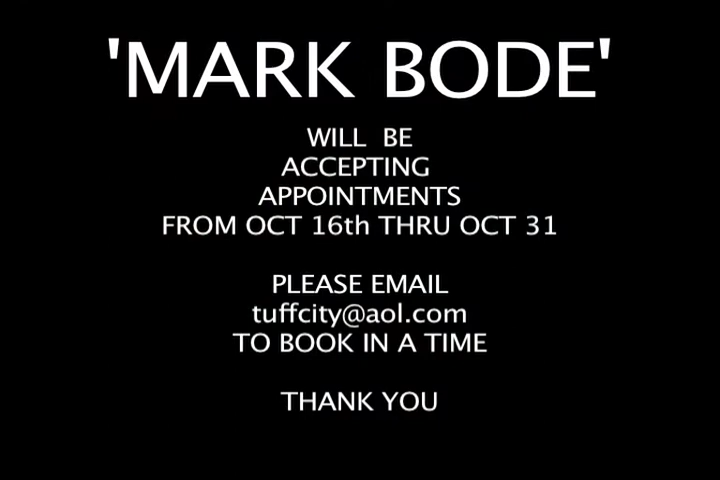 'MARK BODE'
WILL BE
ACCEPTING
APPOINTMENTS
FROM OCT 16th THRU OCT 31
PLEASE EMAIL
tuffcity@aol.com
TO BOOK IN A TIME
THANK YOU